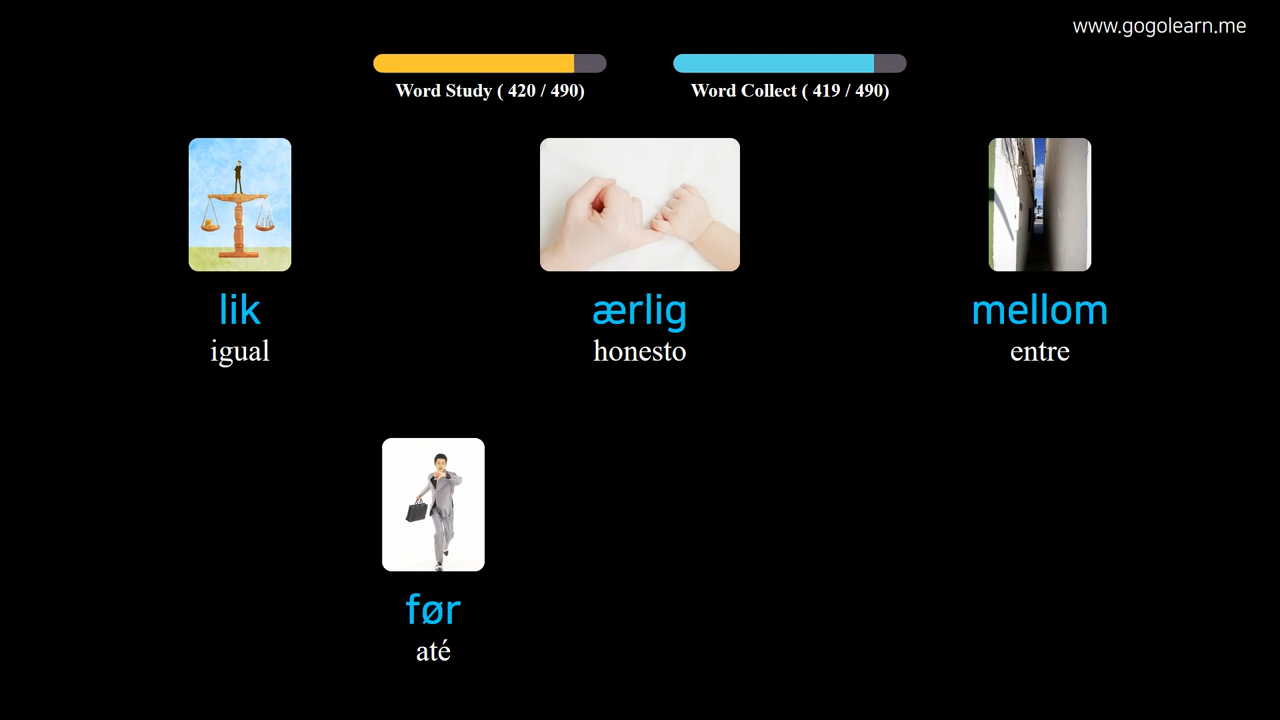 www.gogolearn.me
Word Study ( 420 / 490)
Word Collect ( 419 / 490)
lik
igual
ærlig
honesto
mellom
entre
før
até